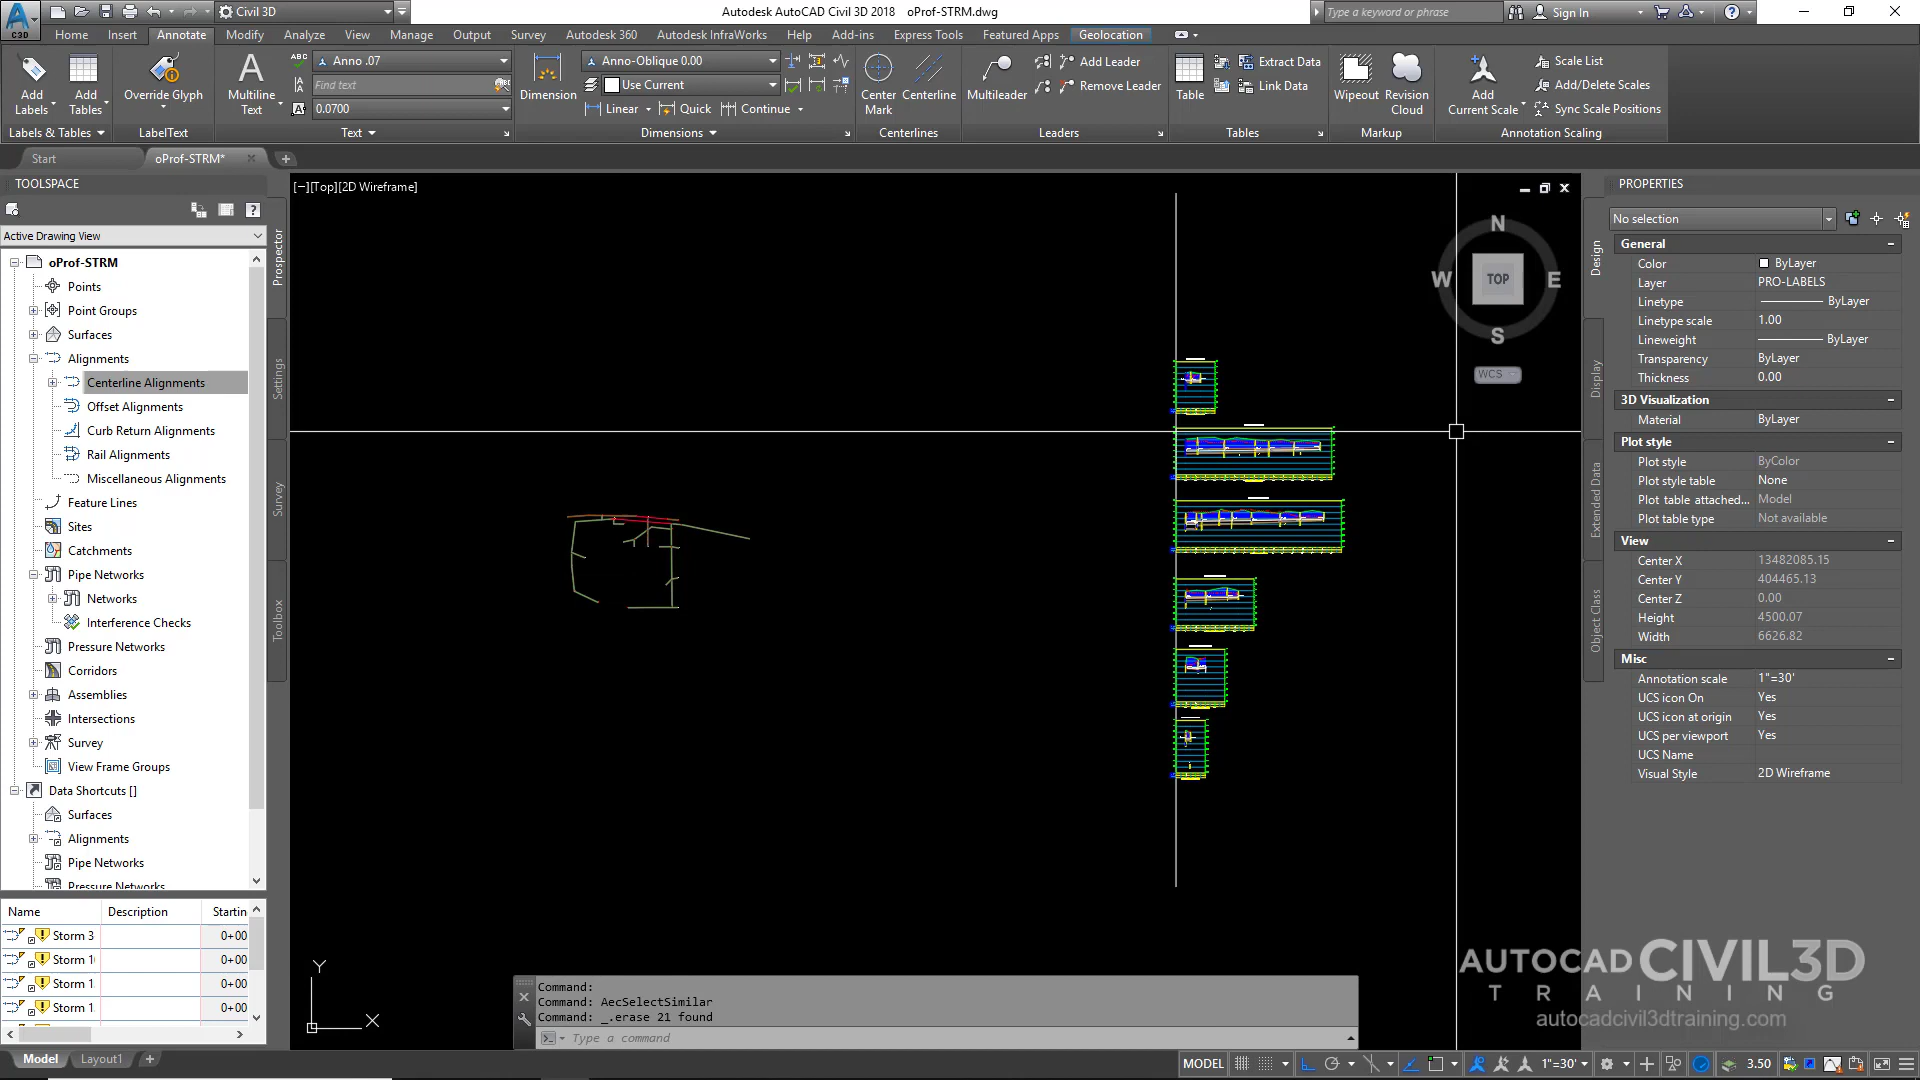 Civil 3D
Autodesk AutoCAD Civil 3D 2018 oProf-STRM.dwg
Type a keyword or phrase
Sign In
C3D
Home Insert Annotate Modify Analyze View Manage Output Survey Autodesk 360 Autodesk InfraWorks Help Add-ins Express Tools Featured Apps Geolocation
Add Labels
Add Tables
Labels & Tables
Override Glyph
LabelText
Multiline Text
ABC
Anno .07
Find text
0.0700
Text
Dimension
Anno-Oblique 0.00
Use Current
Linear Quick Continue
Dimensions
Center Mark
Centerline
Centerlines
Multileader
Add Leader
Remove Leader
Leaders
Table
Extract Data
Link Data
Tables
Wipeout
Revision Cloud
Markup
Add Current Scale
Scale List
Add/Delete Scales
Sync Scale Positions
Annotation Scaling
Start
oProf-STRM*
TOOLSPACE
Active Drawing View
oProf-STRM
Points
Point Groups
Surfaces
Alignments
Centerline Alignments
Offset Alignments
Curb Return Alignments
Rail Alignments
Miscellaneous Alignments
Feature Lines
Sites
Catchments
Pipe Networks
Networks
Interference Checks
Pressure Networks
Corridors
Assemblies
Intersections
Survey
View Frame Groups
Data Shortcuts []
Surfaces
Alignments
Pipe Networks
Pressure Networks
Prospector
Settings
Survey
Toolbox
Name Description Startin
Storm 3 0+00
Storm 1 0+00
Storm 1 0+00
Storm 1 0+00
[−][Top][2D Wireframe]
N
W TOP E
S
WCS
Y
X
Command:
Command: AecSelectSimilar
Command: _.erase 21 found
Type a command
PROPERTIES
No selection
Design
Display
Extended Data
Object Class
General
Color ByLayer
Layer PRO-LABELS
Linetype ByLayer
Linetype scale 1.00
Lineweight ByLayer
Transparency ByLayer
Thickness 0.00
3D Visualization
Material ByLayer
Plot style
Plot style ByColor
Plot style table None
Plot table attached... Model
Plot table type Not available
View
Center X 13482085.15
Center Y 404465.13
Center Z 0.00
Height 4500.07
Width 6626.82
Misc
Annotation scale 1"=30'
UCS icon On Yes
UCS icon at origin Yes
UCS per viewport Yes
UCS Name
Visual Style 2D Wireframe
AUTOCAD CIVIL3D
TRAINING
autocadcivil3dtraining.com
Model Layout1
MODEL 1"=30' 3.50